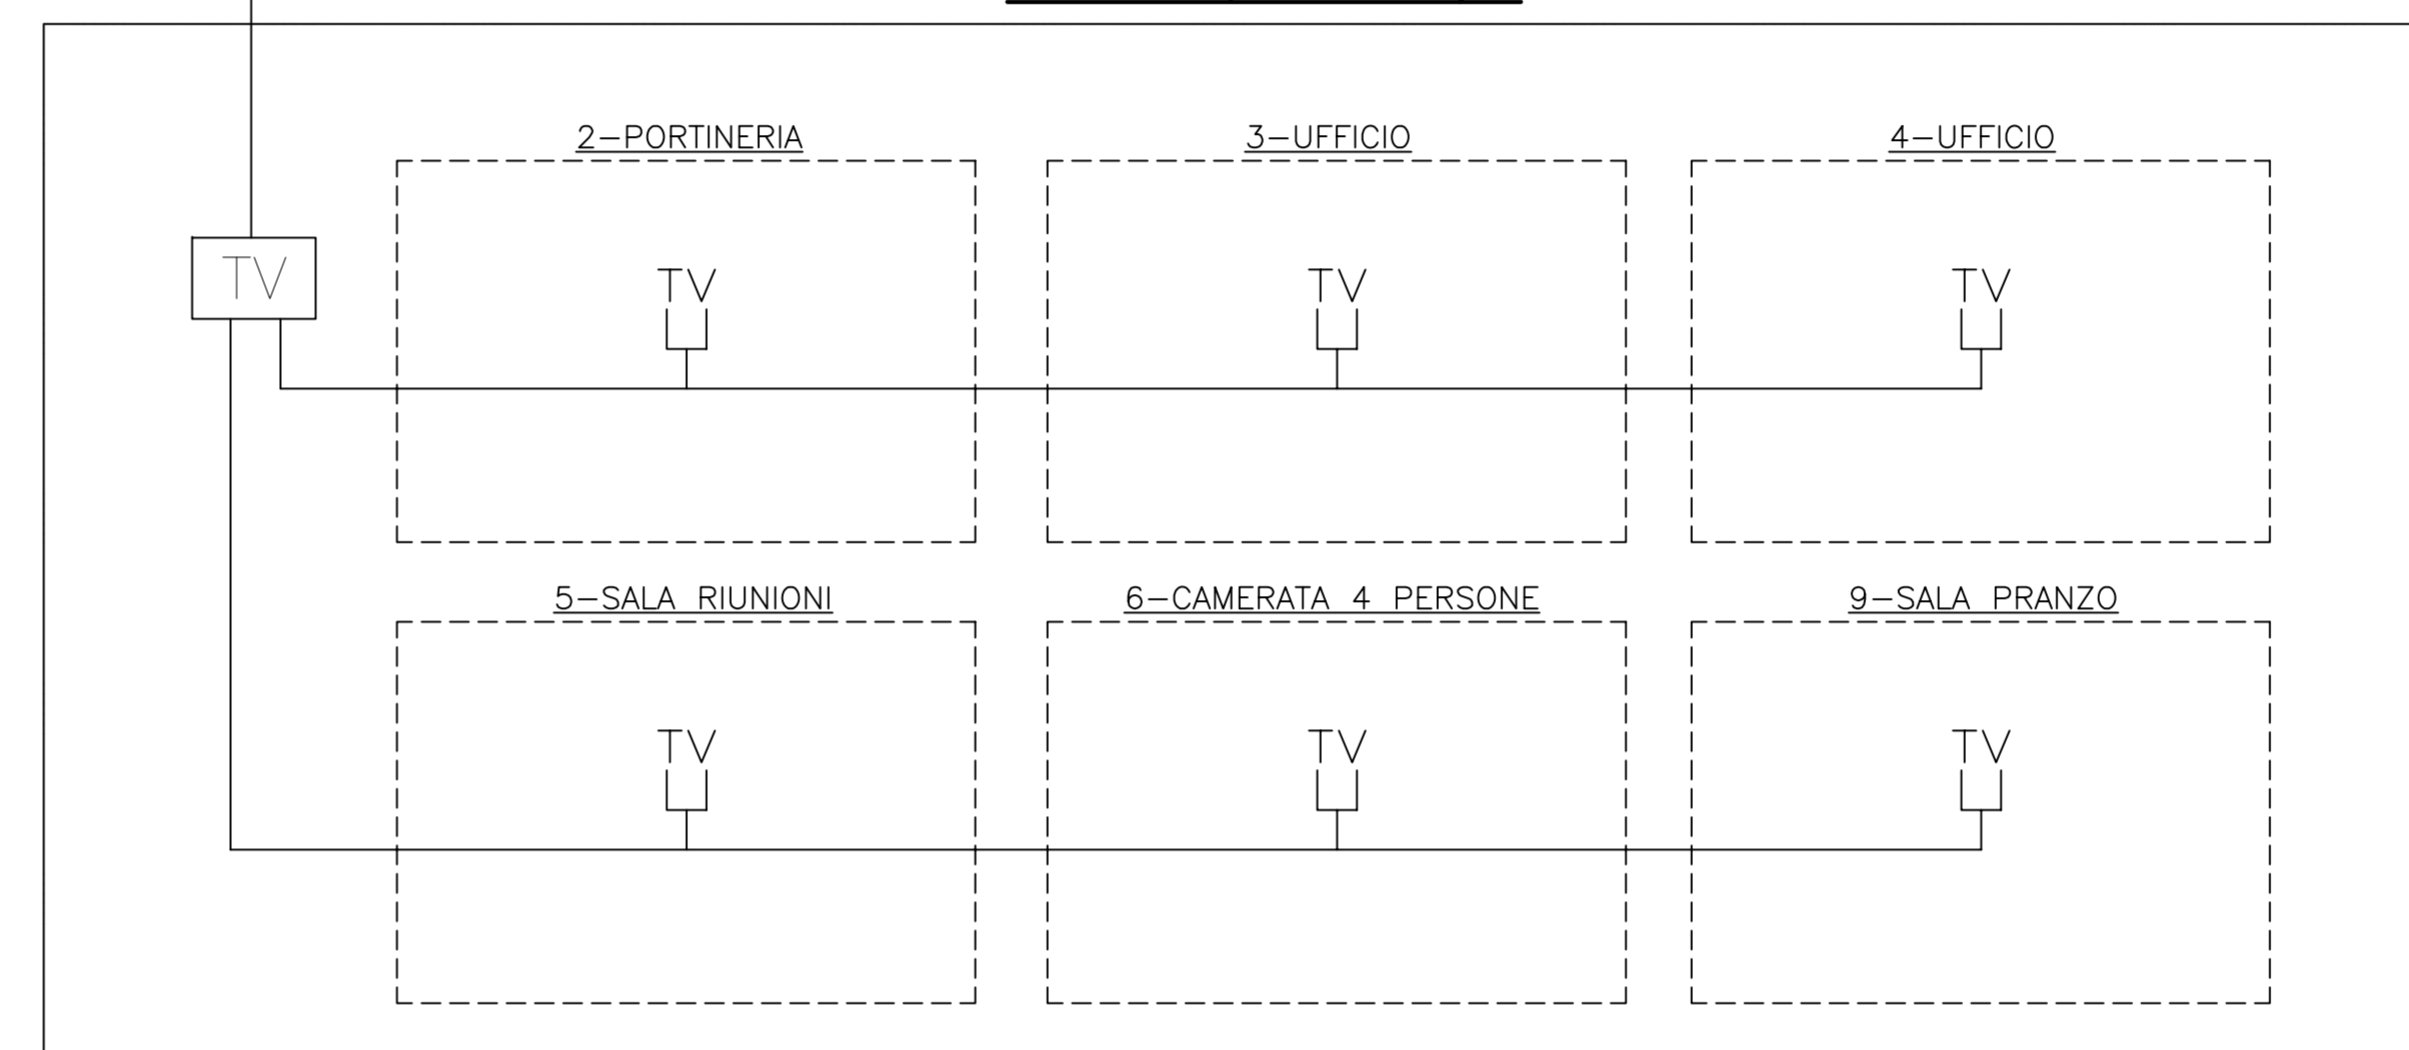 2-PORTINERIA
3-UFFICIO
4-UFFICIO
TV
TV
TV
TV
5-SALA RIUNIONI
6-CAMERATA 4 PERSONE
9-SALA PRANZO
TV
TV
TV